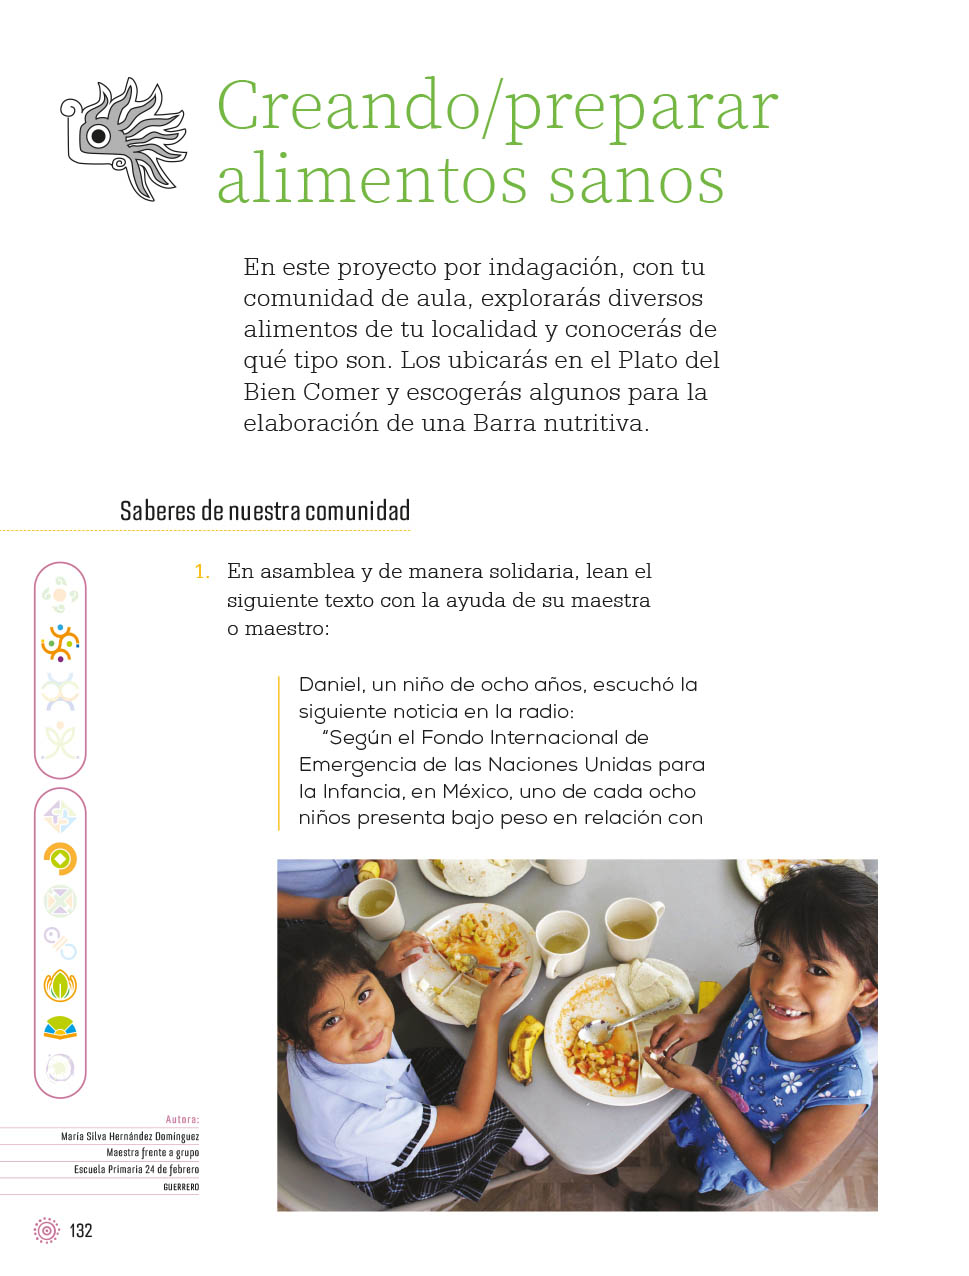 Creando/preparar
alimentos sanos
En este proyecto por indagación, con tu
comunidad de aula, explorarás diversos
alimentos de tu localidad y conocerás de
qué tipo son. Los ubicarás en el Plato del
Bien Comer y escogerás algunos para la
elaboración de una Barra nutritiva.
Saberes de nuestra comunidad
1. En asamblea y de manera solidaria, lean el
siguiente texto con la ayuda de su maestra
o maestro:
Daniel, un niño de ocho años, escuchó la
siguiente noticia en la radio:
“Según el Fondo Internacional de
Emergencia de las Naciones Unidas para
la Infancia, en México, uno de cada ocho
niños presenta bajo peso en relación con
Autora:
María Silva Hernández Domínguez
Maestra frente a grupo
Escuela Primaria 24 de febrero
GUERRERO
132